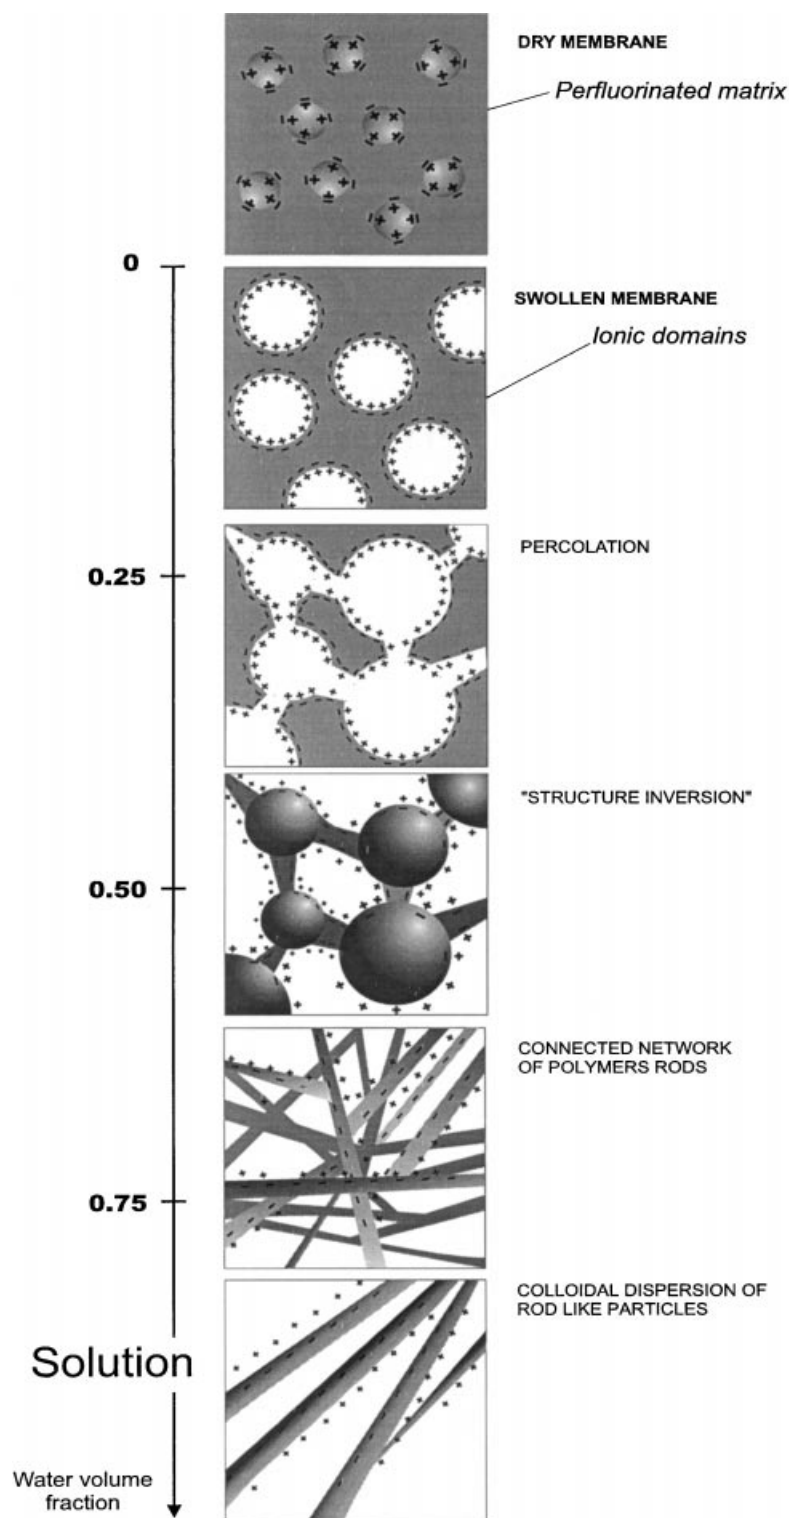 DRY MEMBRANE
Perfluorinated matrix
0
SWOLLEN MEMBRANE
Ionic domains
PERCOLATION
0.25
"STRUCTURE INVERSION"
0.50
CONNECTED NETWORK
OF POLYMERS RODS
0.75
COLLOIDAL DISPERSION OF
ROD LIKE PARTICLES
Solution
Water volume
fraction